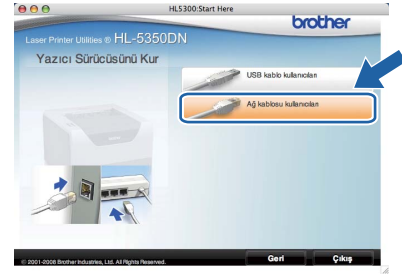 HL5300:Start Here
brother
Laser Printer Utilities ® HL-5350DN
Yazıcı Sürücüsünü Kur
USB kablo kullanıcıları
Ağ kablosu kullanıcıları
© 2001-2008 Brother Industries, Ltd. All Rights Reserved.
Geri
Çıkış